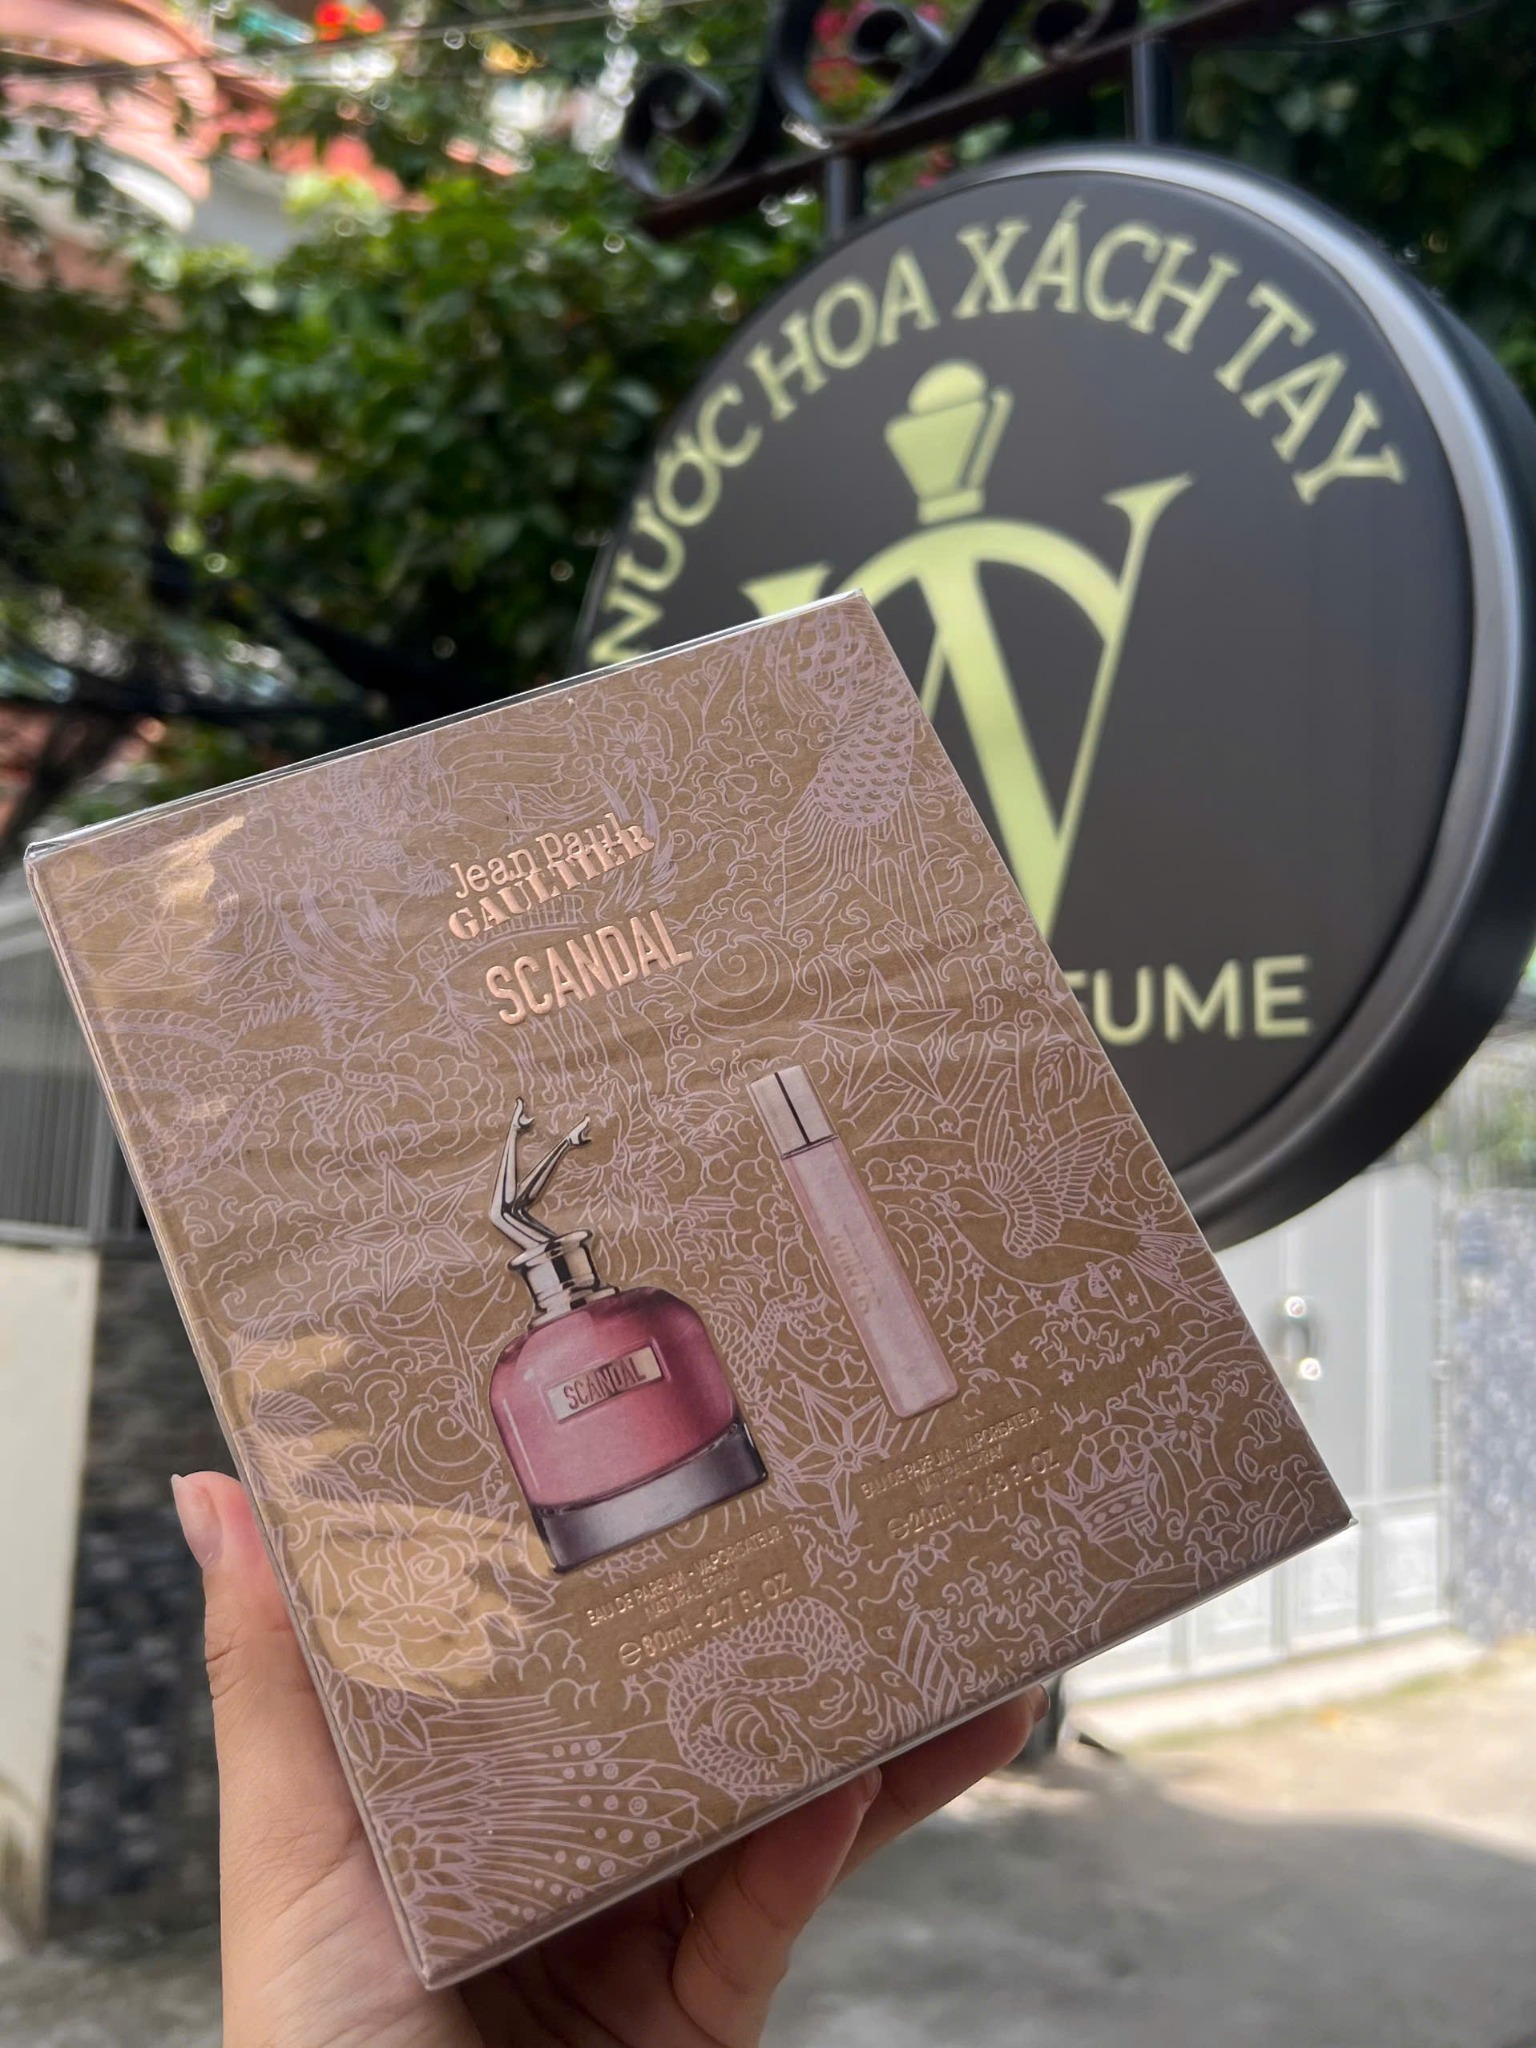 NƯỚC HOA XÁCH TAY
FUME
Jean Paul
GAULTIER
SCANDAL
SCANDAL
EAU DE PARFUM - VAPORISATEUR
NATURAL SPRAY
℮80ml - 2.7 FL OZ
EAU DE PARFUM - VAPORISATEUR
NATURAL SPRAY
℮20ml - 0.68 FL OZ